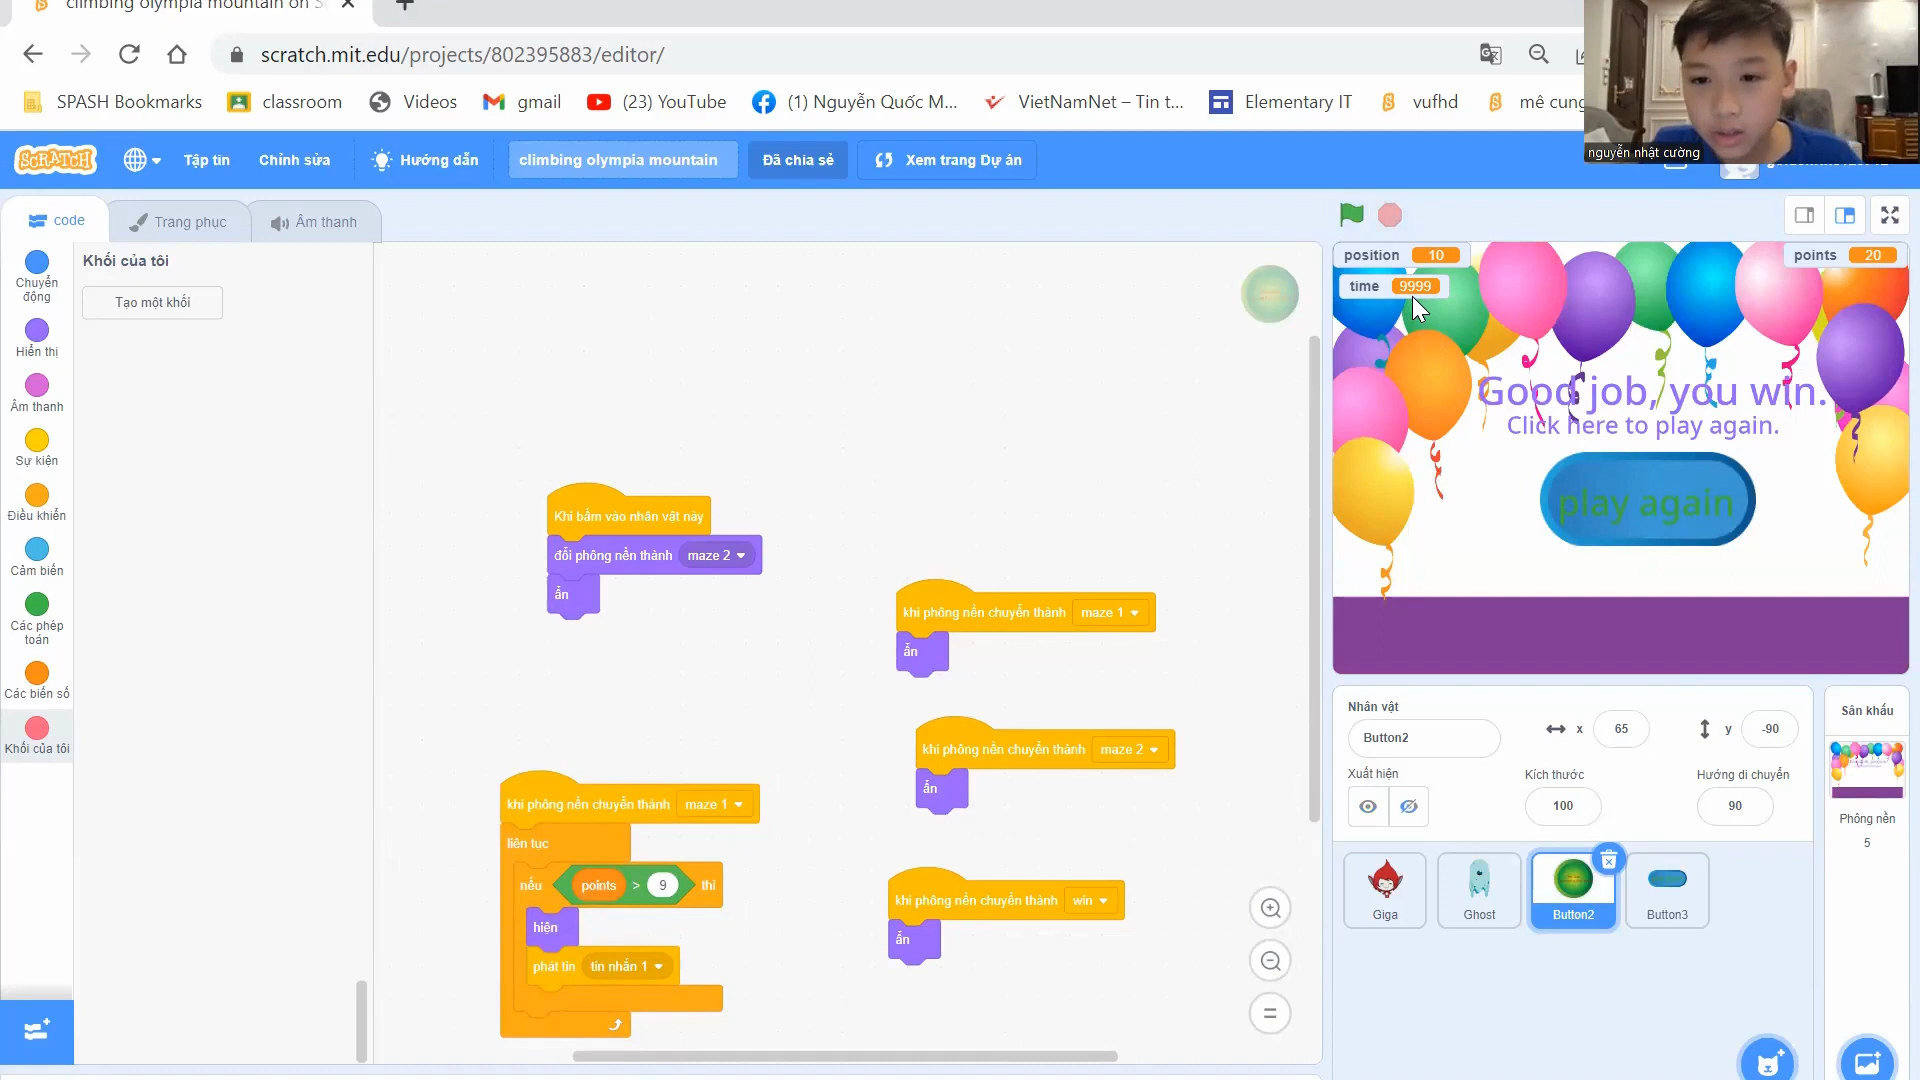 climbing olympia mountain on S
scratch.mit.edu/projects/802395883/editor/
SPASH Bookmarks
classroom
Videos
gmail
(23) YouTube
(1) Nguyễn Quốc M...
VietNamNet – Tin t...
Elementary IT
vufhd
mê cung
nguyễn nhật cường
SCRATCH
Tập tin
Chỉnh sửa
Hướng dẫn
climbing olympia mountain
Đã chia sẻ
Xem trang Dự án
code
Trang phục
Âm thanh
Chuyển động
Hiển thị
Âm thanh
Sự kiện
Điều khiển
Cảm biến
Các phép toán
Các biến số
Khối của tôi
Khối của tôi
Tạo một khối
Khi bấm vào nhân vật này
đổi phông nền thành maze 2
ẩn
khi phông nền chuyển thành maze 1
ẩn
khi phông nền chuyển thành maze 2
ẩn
khi phông nền chuyển thành maze 1
liên tục
nếu points > 9 thì
hiện
phát tin tin nhắn 1
khi phông nền chuyển thành win
ẩn
position 10
points 20
time 9999
Good job, you win.
Click here to play again.
play again
Nhân vật
Button2
x 65
y -90
Xuất hiện
Kích thước
100
Hướng di chuyển
90
Giga
Ghost
Button2
Button3
Sân khấu
Phông nền
5